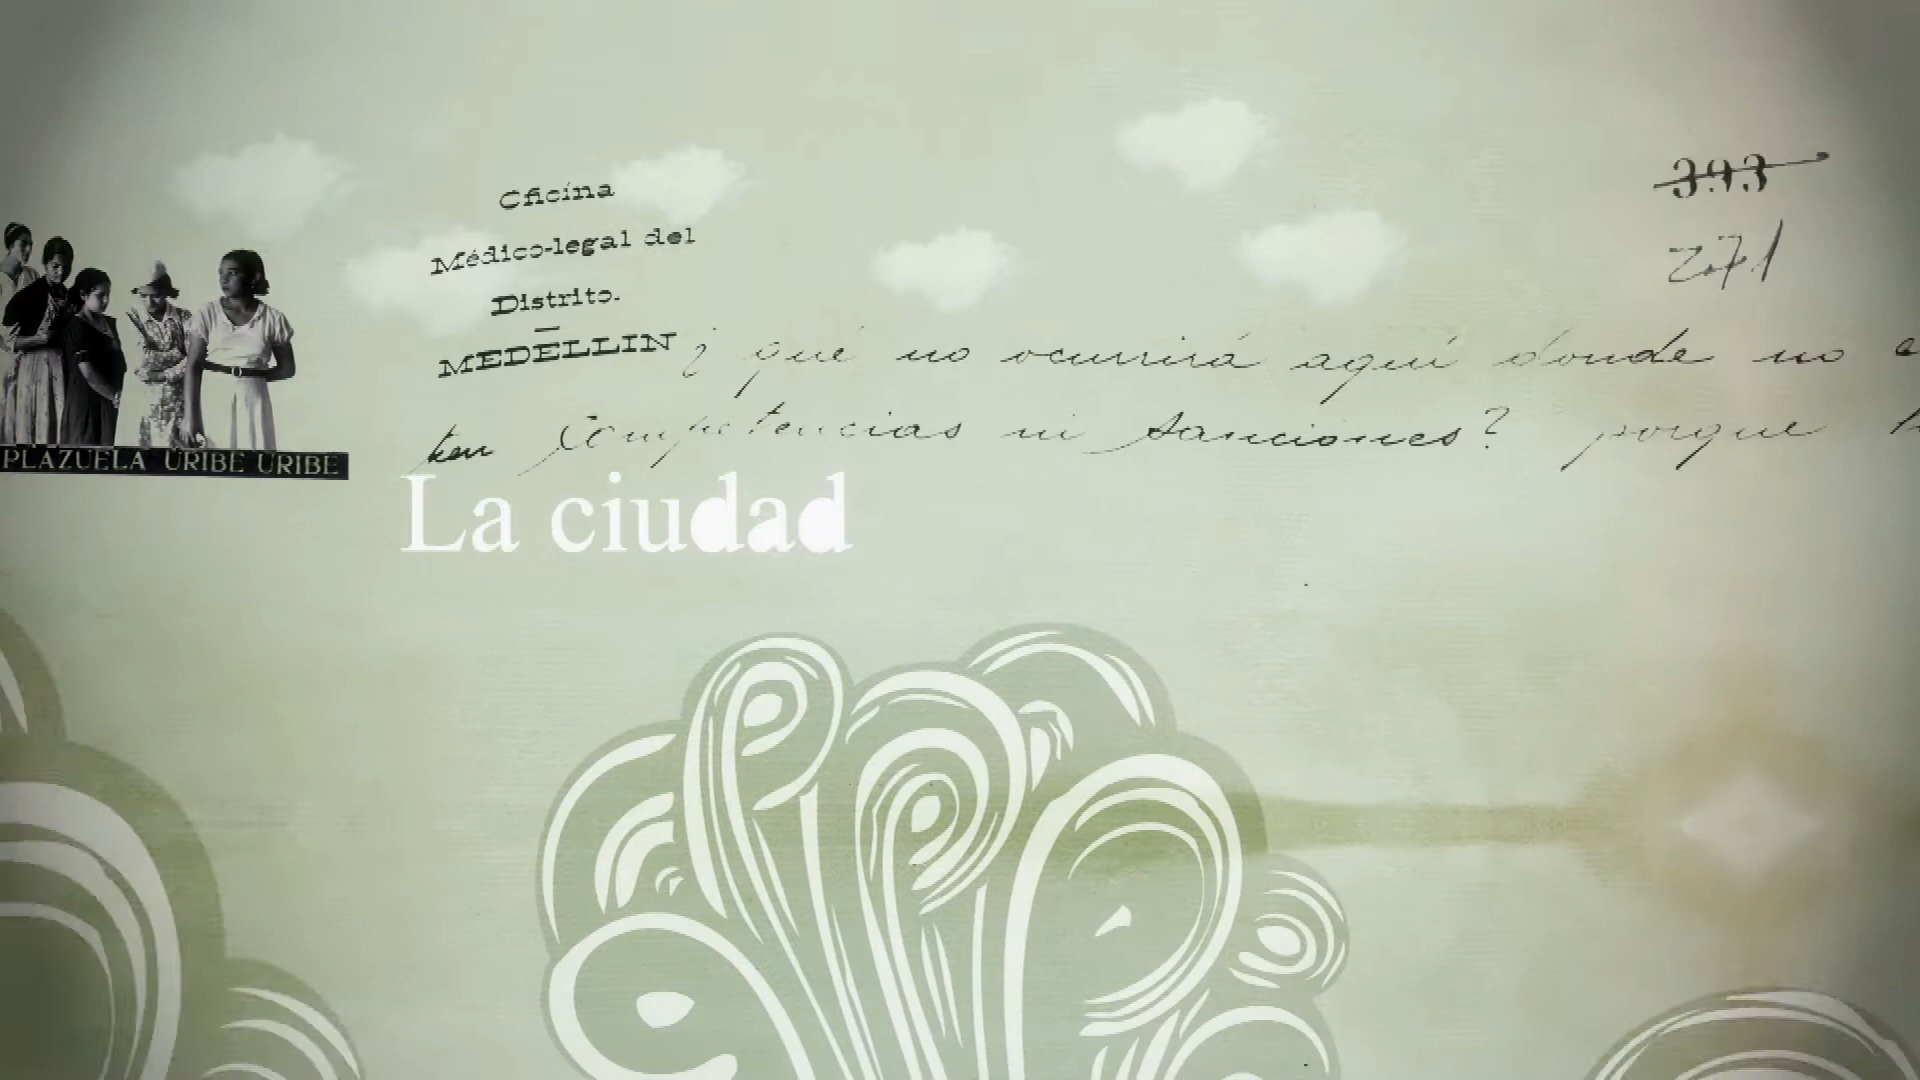 Oficina
Médico-legal del
Distrito.
MEDELLIN
393
271
¿qué no ocurrirá aquí donde no
ten competencias ni sanciones? porque
PLAZUELA URIBE URIBE
La ciudad